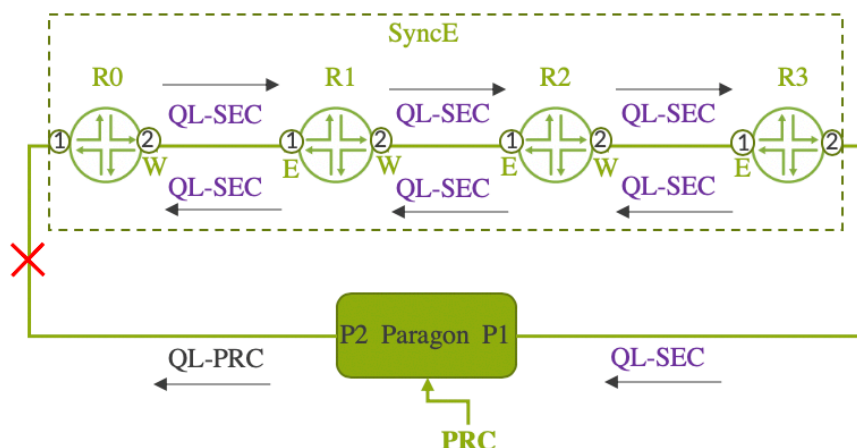 SyncE
R0 R1 R2 R3
QL-SEC QL-SEC QL-SEC
1 2 1 2 1 2 1 2
W E W E W E
QL-SEC QL-SEC QL-SEC
P2 Paragon P1
QL-PRC QL-SEC
PRC